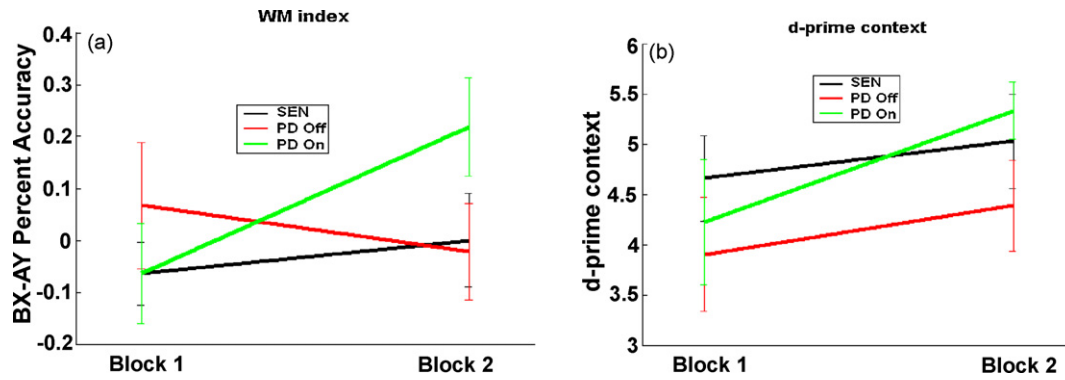 WM index
(a)
BX-AY Percent Accuracy
0.4
0.3
0.2
0.1
0
-0.1
-0.2
SEN
PD Off
PD On
Block 1
Block 2
d-prime context
(b)
d-prime context
6
5.5
5
4.5
4
3.5
3
SEN
PD Off
PD On
Block 1
Block 2